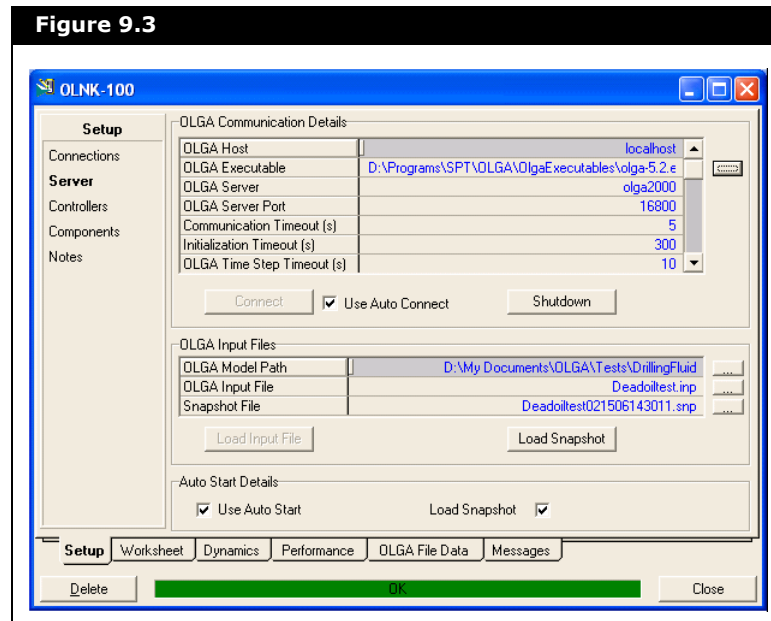 Figure 9.3
OLNK-100
Setup
Connections
Server
Controllers
Components
Notes
OLGA Communication Details
OLGA Host localhost
OLGA Executable D:\Programs\SPT\OLGA\OlgaExecutables\olga-5.2.e
OLGA Server olga2000
OLGA Server Port 16800
Communication Timeout (s) 5
Initialization Timeout (s) 300
OLGA Time Step Timeout (s) 10
Connect Use Auto Connect Shutdown
OLGA Input Files
OLGA Model Path D:\My Documents\OLGA\Tests\DrillingFluid ...
OLGA Input File Deadoiltest.inp ...
Snapshot File Deadoiltest021506143011.snp ...
Load Input File Load Snapshot
Auto Start Details
Use Auto Start Load Snapshot
Setup Worksheet Dynamics Performance OLGA File Data Messages
Delete OK Close